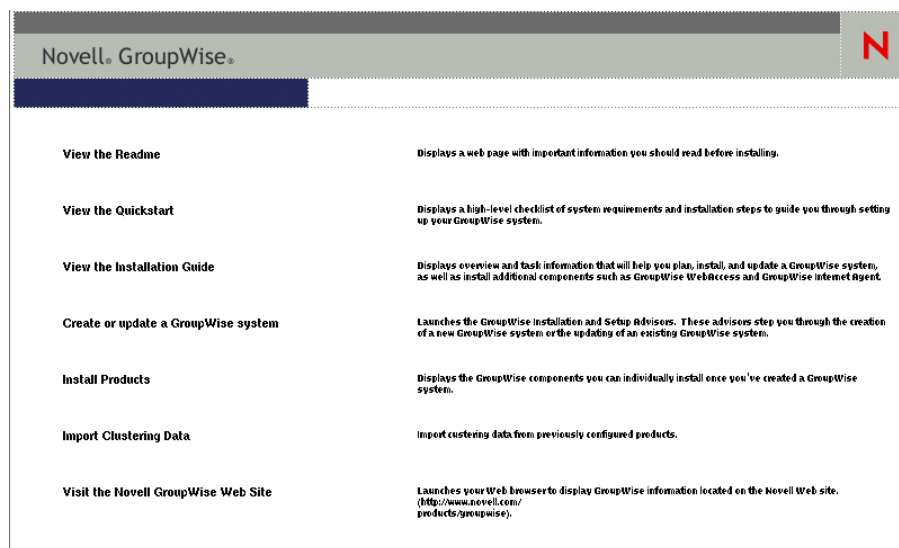 Novell® GroupWise®
N
View the Readme
Displays a web page with important information you should read before installing.
View the Quickstart
Displays a high-level checklist of system requirements and installation steps to guide you through setting
up your GroupWise system.
View the Installation Guide
Displays overview and task information that will help you plan, install, and update a GroupWise system,
as well as install additional components such as GroupWise WebAccess and GroupWise Internet Agent.
Create or update a GroupWise system
Launches the GroupWise Installation and Setup Advisors. These advisors step you through the creation
of a new GroupWise system or the updating of an existing GroupWise system.
Install Products
Displays the GroupWise components you can individually install once you've created a GroupWise
system.
Import Clustering Data
Import custering data from previously configured products.
Visit the Novell GroupWise Web Site
Launches your Web browser to display GroupWise information located on the Novell Web site.
(http://www.novell.com/
products/groupwise).